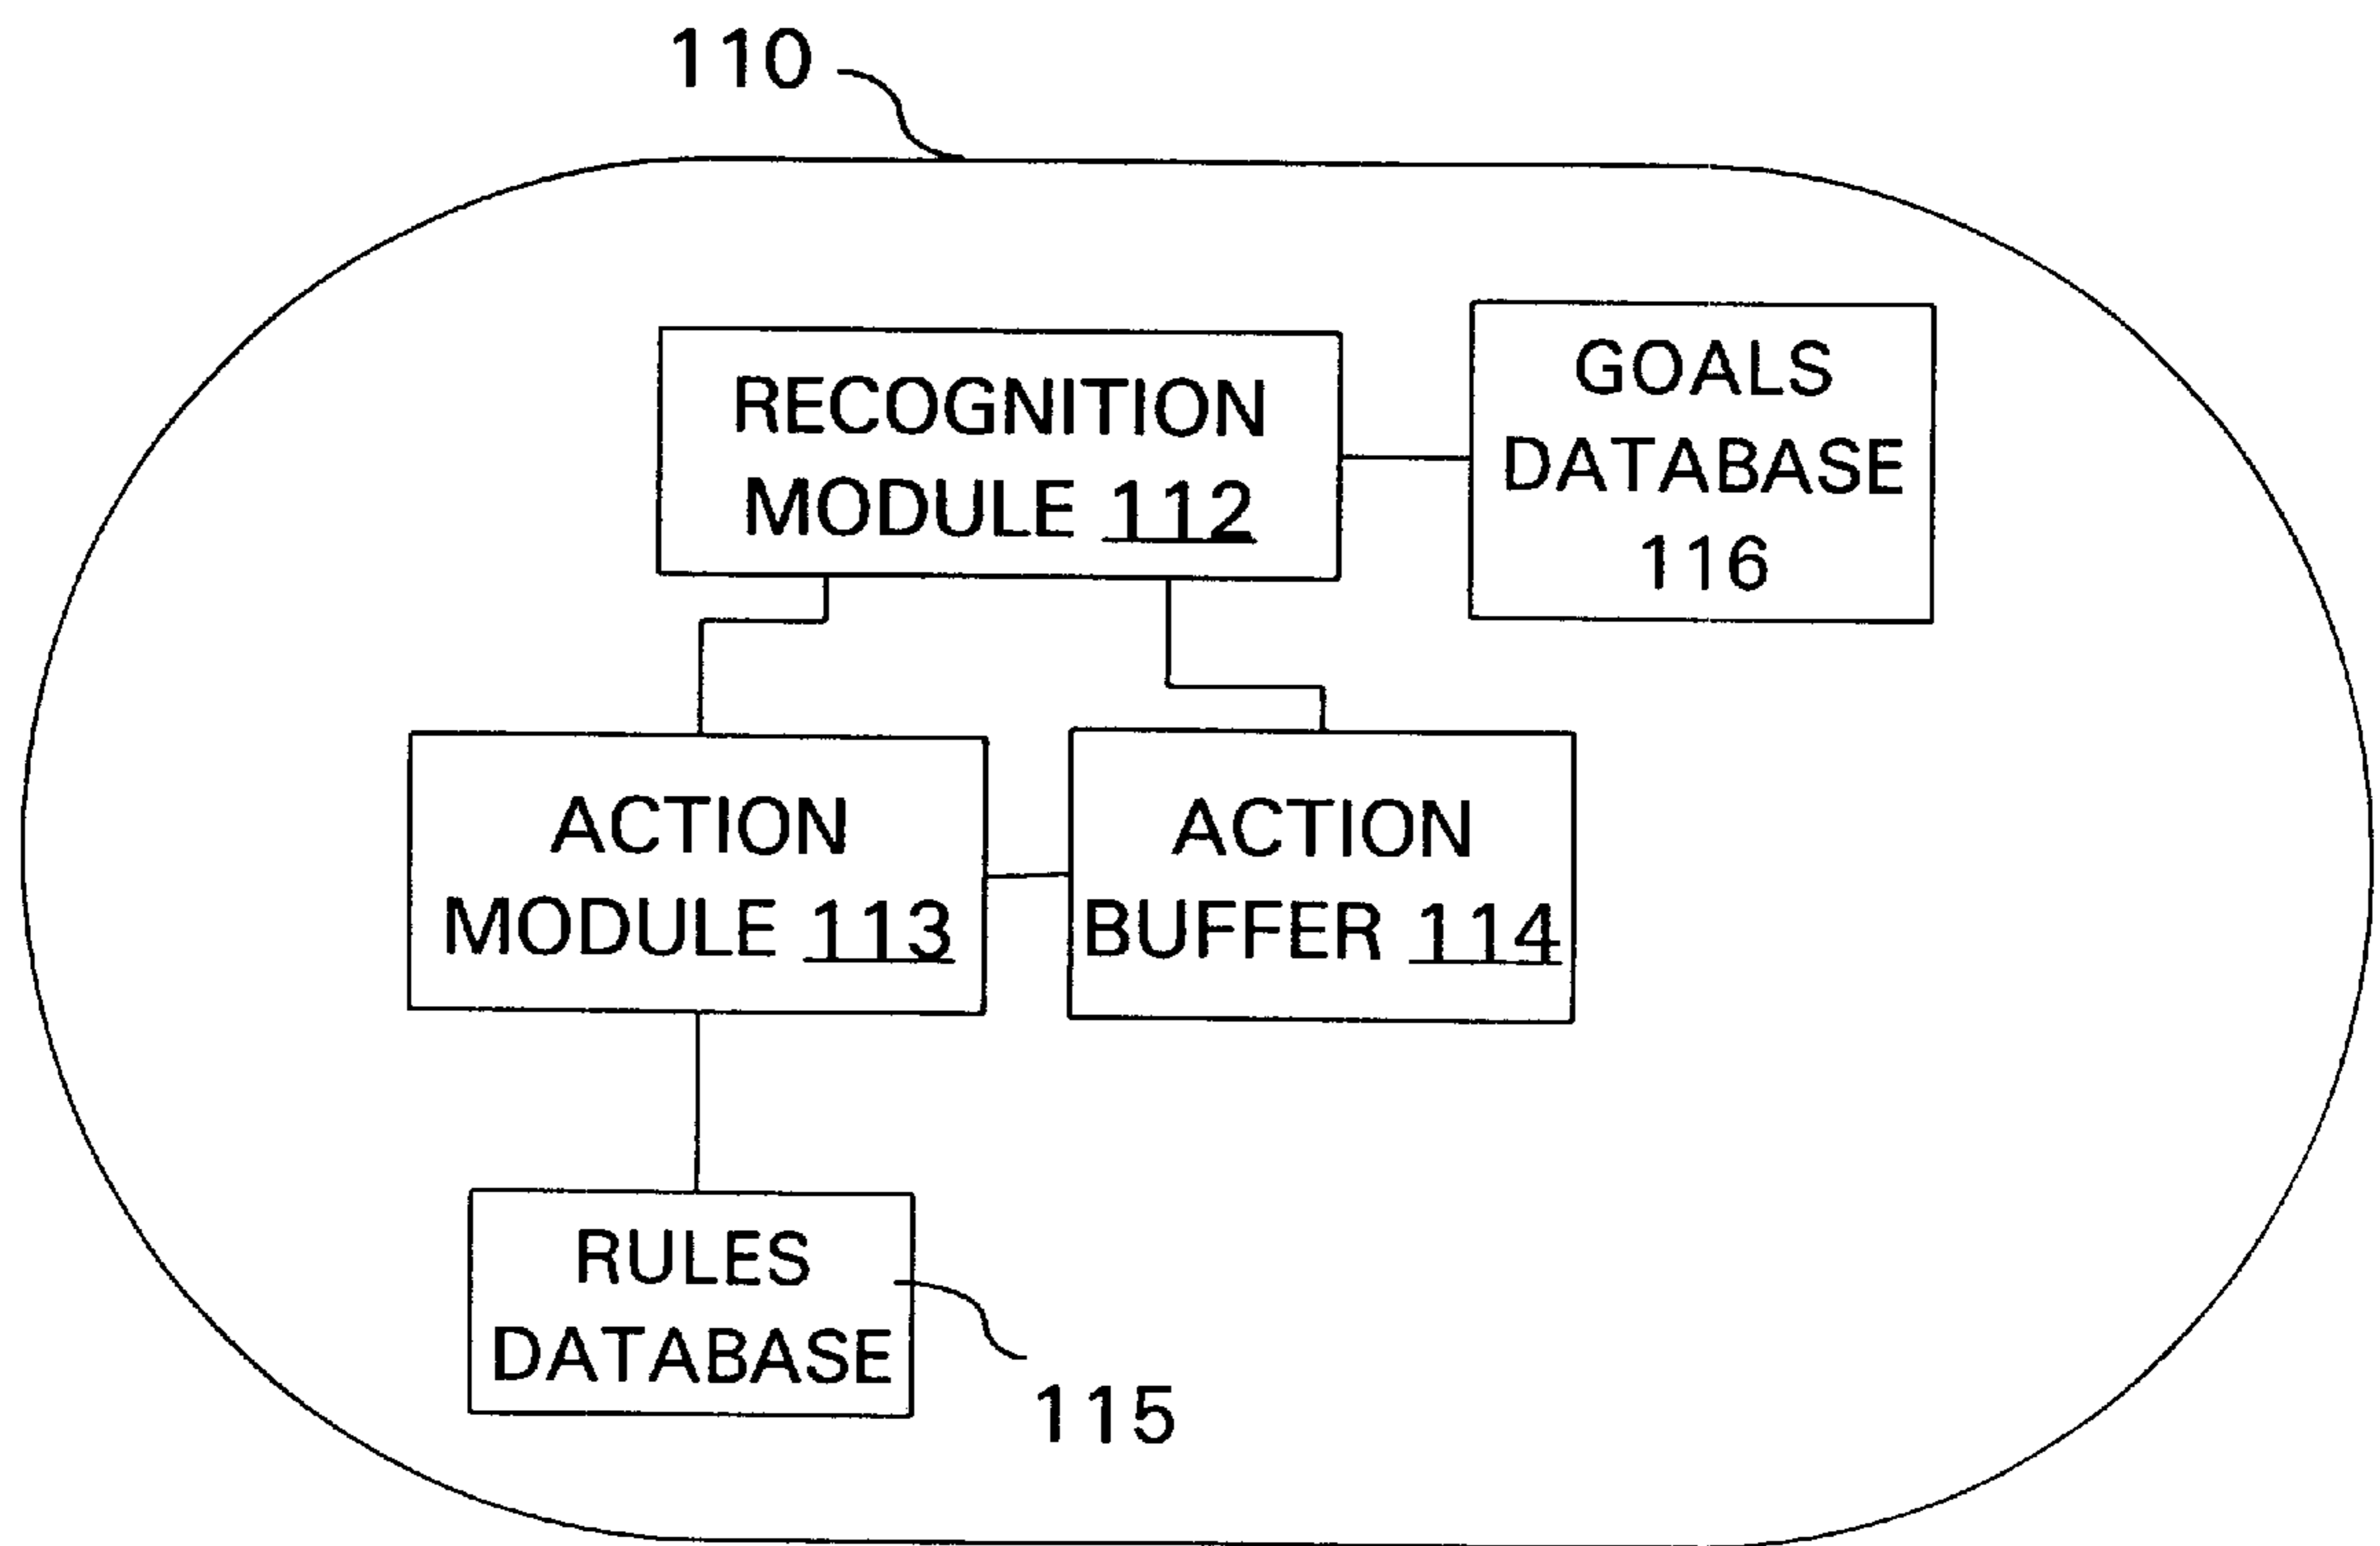 110
RECOGNITION
MODULE 112
GOALS
DATABASE
116
ACTION
MODULE 113
ACTION
BUFFER 114
RULES
DATABASE
115